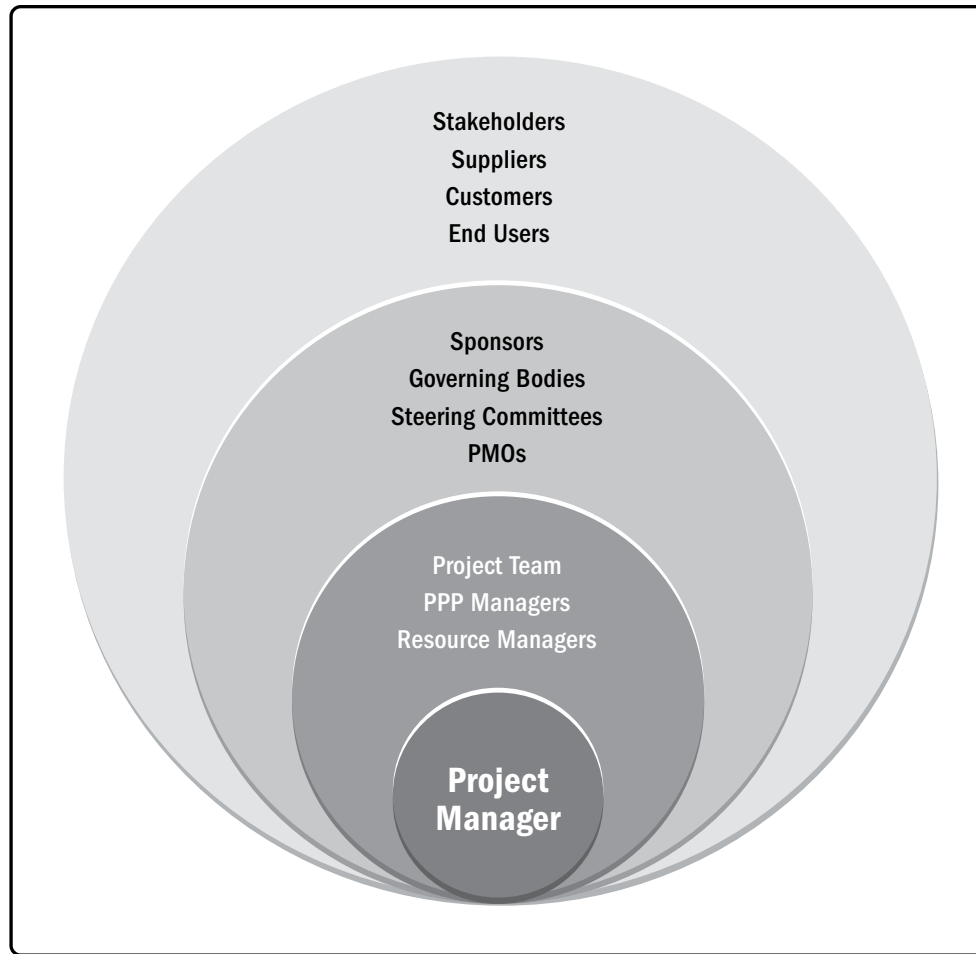 Stakeholders
Suppliers
Customers
End Users
Sponsors
Governing Bodies
Steering Committees
PMOs
Project Team
PPP Managers
Resource Managers
Project
Manager